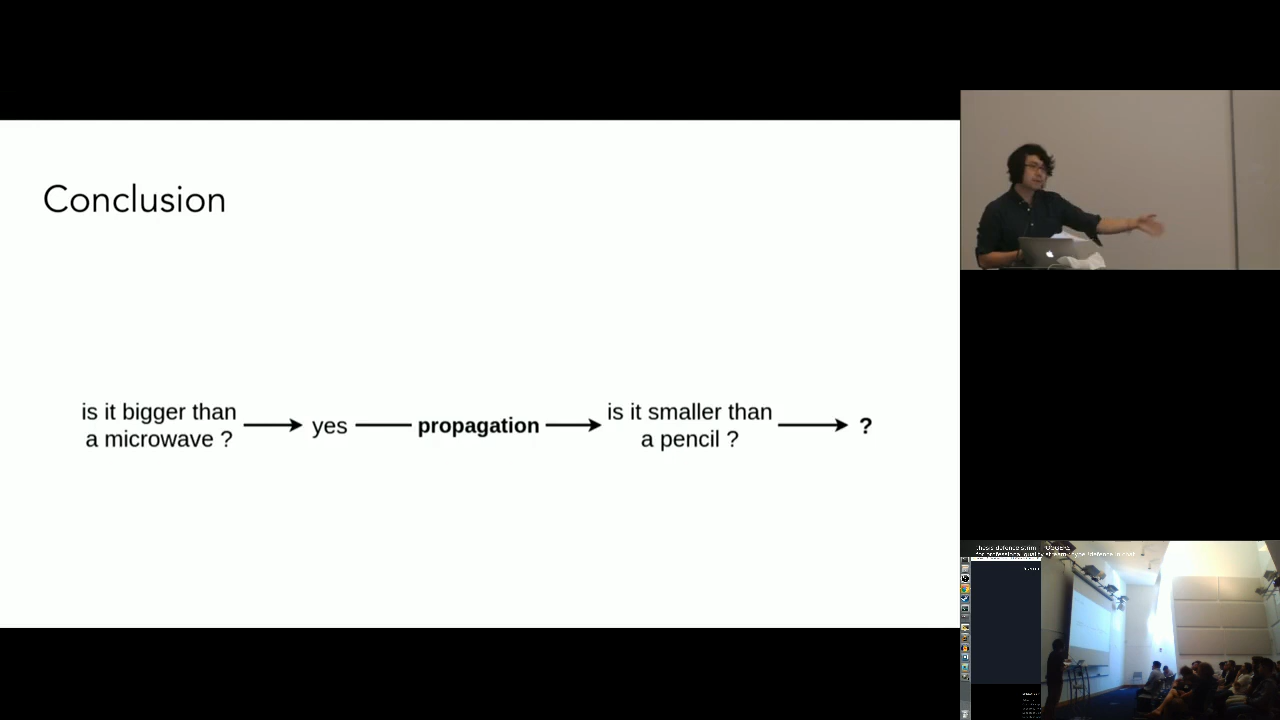 Conclusion
is it bigger than
a microwave ?
yes
propagation
is it smaller than
a pencil ?
?